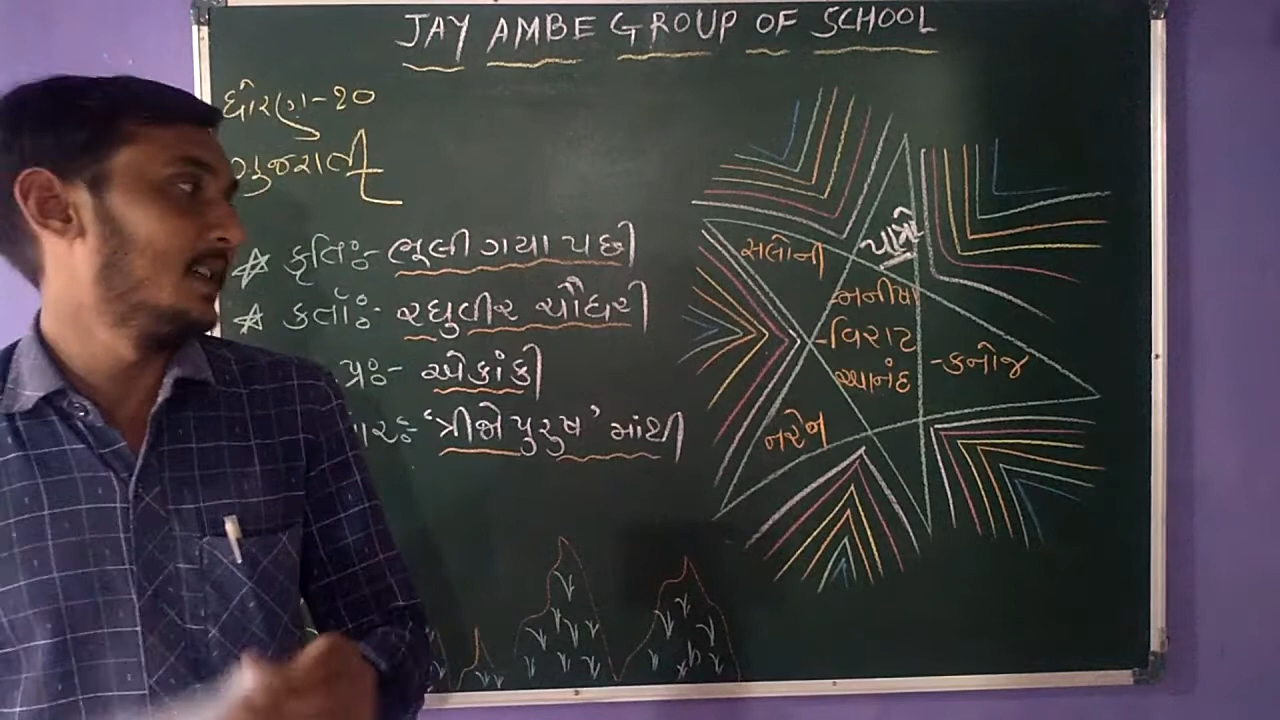 JAY AMBE GROUP OF SCHOOL
ધોરણ-૧૦
ગુજરાતી
કૃતિઃ- ભૂલી ગયા પછી
કર્તાઃ- રઘુવીર ચૌધરી
પ્રઃ- એકાંકી
ારઃ- ‘ત્રીજો પુરુષ’ માંથી
પાત્રો
સલોની
-મનીષા
-વિરાટ
આનંદ
-કનોજ
નરેન